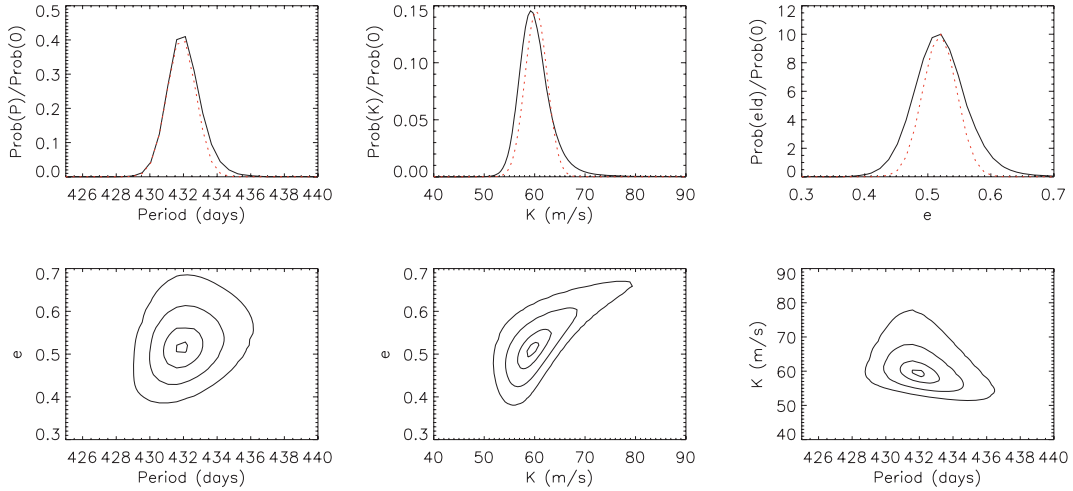 0.5
0.4
0.3
0.2
0.1
0.0
Prob(P)/Prob(0)
426 428 430 432 434 436 438 440
Period (days)
0.15
0.10
0.05
0.00
Prob(K)/Prob(0)
40 50 60 70 80 90
K (m/s)
12
10
8
6
4
2
0
Prob(eld)/Prob(0)
0.3 0.4 0.5 0.6 0.7
e
0.7
0.6
0.5
0.4
0.3
e
426 428 430 432 434 436 438 440
Period (days)
0.7
0.6
0.5
0.4
0.3
e
40 50 60 70 80 90
K (m/s)
90
80
70
60
50
40
K (m/s)
426 428 430 432 434 436 438 440
Period (days)